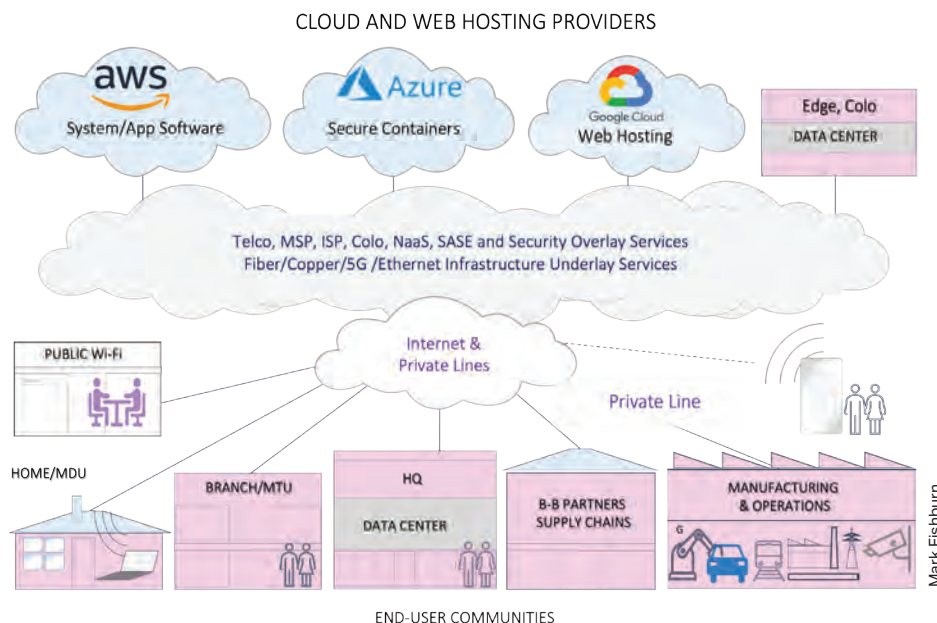 CLOUD AND WEB HOSTING PROVIDERS
aws
System/App Software
Azure
Secure Containers
Google Cloud
Web Hosting
Edge, Colo
DATA CENTER
Telco, MSP, ISP, Colo, NaaS, SASE and Security Overlay Services
Fiber/Copper/5G /Ethernet Infrastructure Underlay Services
Internet &
Private Lines
PUBLIC Wi-Fi
Private Line
HOME/MDU
BRANCH/MTU
HQ
DATA CENTER
B-B PARTNERS
SUPPLY CHAINS
MANUFACTURING
& OPERATIONS
G
Mark Fishburn
END-USER COMMUNITIES